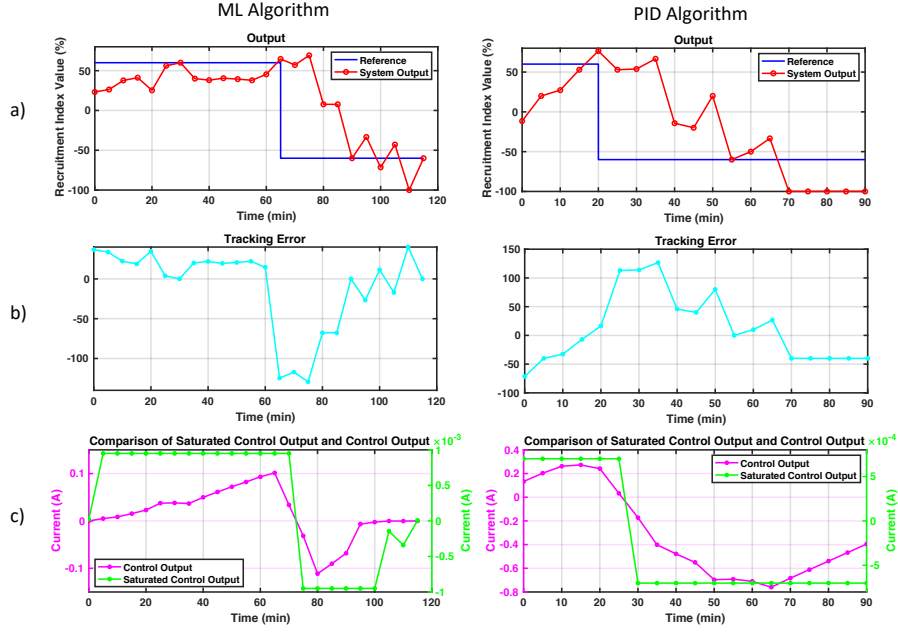 ML Algorithm
PID Algorithm
a)
Output
Recruitment Index Value (%)
50
0
-50
-100
0 20 40 60 80 100 120
Time (min)
Reference
System Output
Output
Recruitment Index Value (%)
50
0
-50
-100
0 10 20 30 40 50 60 70 80 90
Time (min)
Reference
System Output
b)
Tracking Error
0
-100
0 20 40 60 80 100 120
Time (min)
Tracking Error
150
100
50
0
-50
-100
0 10 20 30 40 50 60 70 80 90
Time (min)
c)
Comparison of Saturated Control Output and Control Output
×10⁻³
Current (A)
0.1
0
-0.1
1
0.5
0
-0.5
-1
Current (A)
0 20 40 60 80 100 120
Time (min)
Control Output
Saturated Control Output
Comparison of Saturated Control Output and Control Output
×10⁻⁴
Current (A)
0.4
0.2
0
-0.2
-0.4
-0.6
-0.8
5
0
-5
Current (A)
0 10 20 30 40 50 60 70 80 90
Time (min)
Control Output
Saturated Control Output